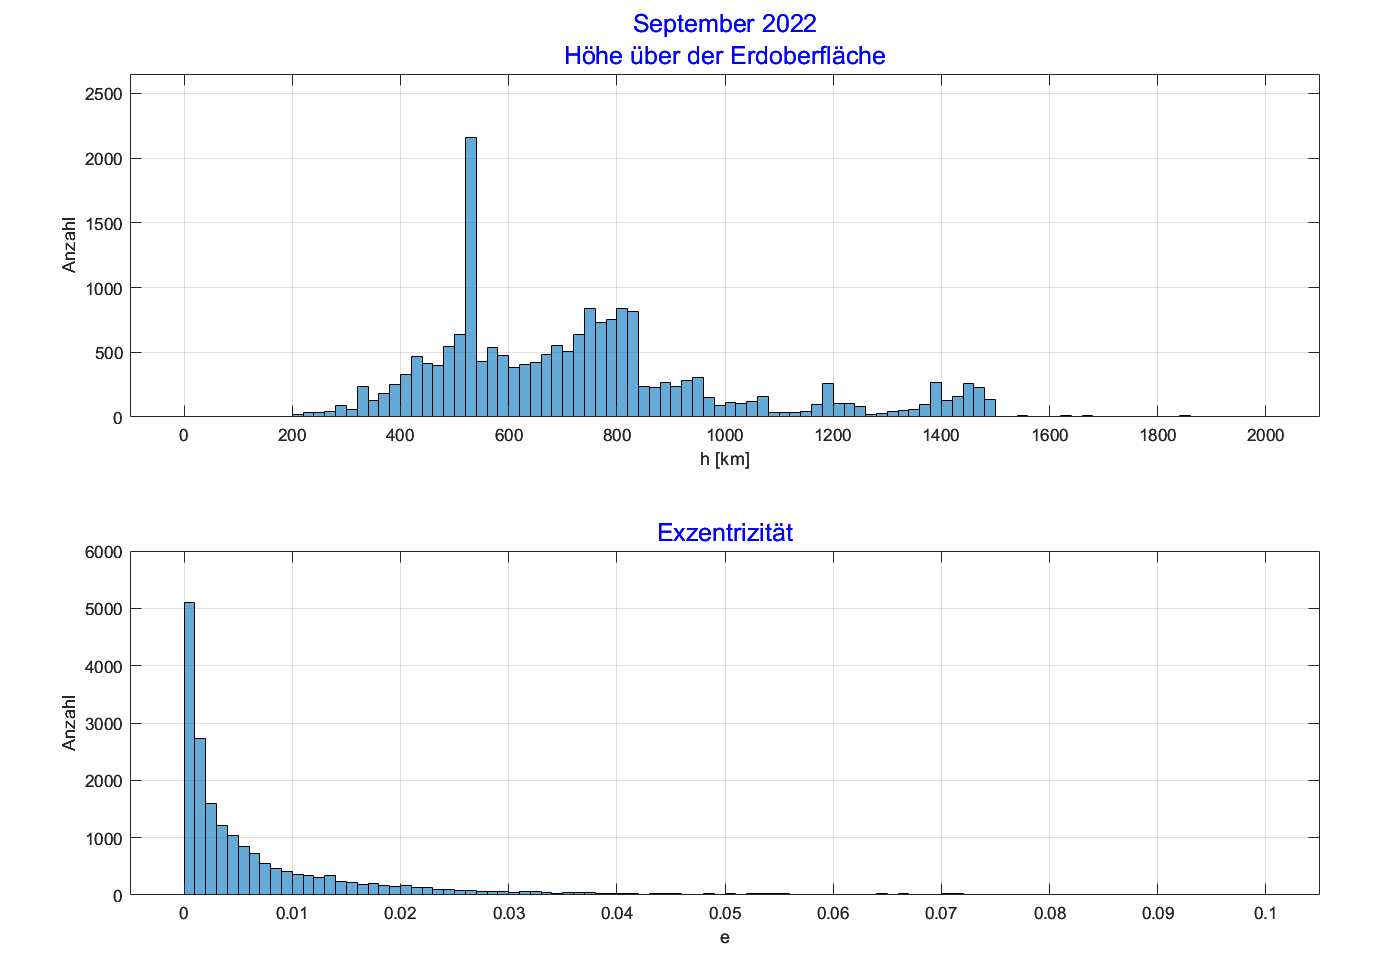 September 2022
Höhe über der Erdoberfläche
2500
2000
1500
1000
500
0
Anzahl
0 200 400 600 800 1000 1200 1400 1600 1800 2000
h [km]
Exzentrizität
6000
5000
4000
3000
2000
1000
0
Anzahl
0 0.01 0.02 0.03 0.04 0.05 0.06 0.07 0.08 0.09 0.1
e